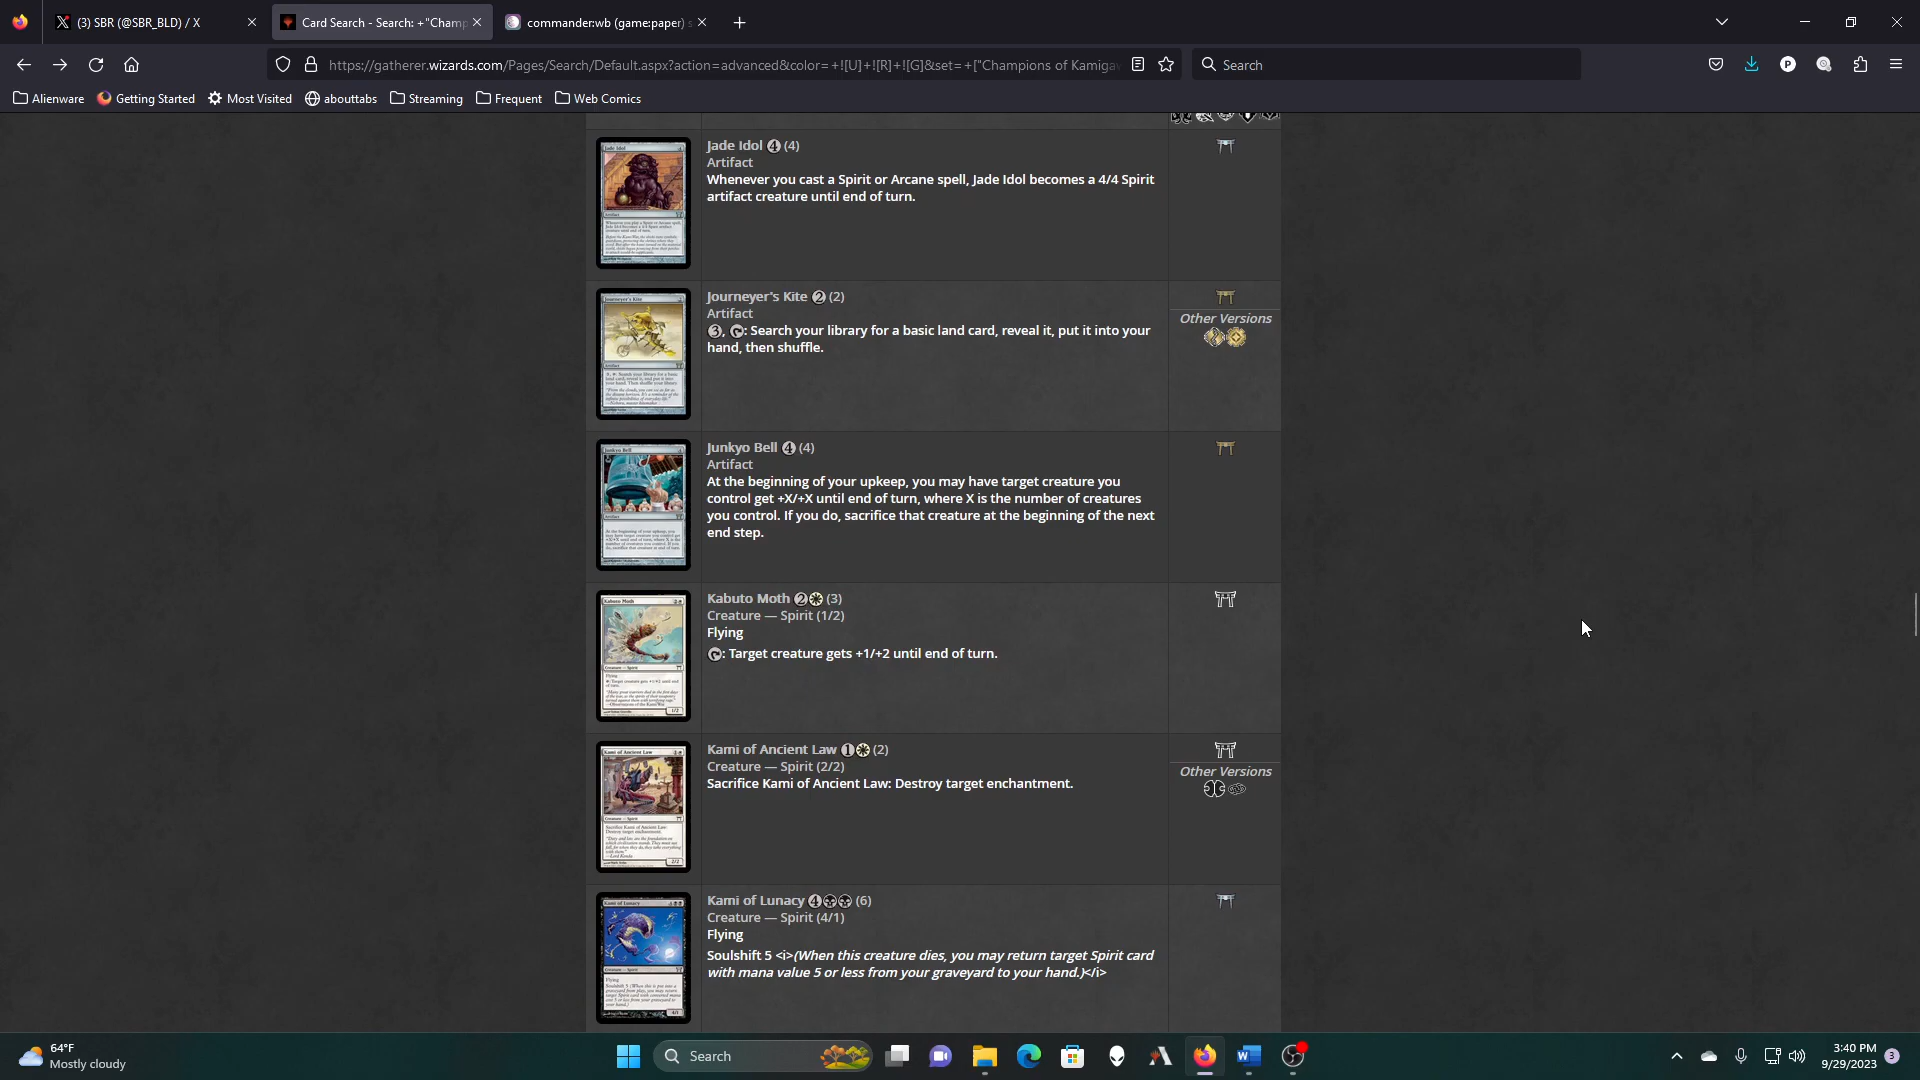 (3) SBR (@SBR_BLD) / X
Card Search - Search: +"Champ
commander:wb (game:paper) s
https://gatherer.wizards.com/Pages/Search/Default.aspx?action=advanced&color=+![U]+![R]+![G]&set=+["Champions of Kamiga
Search
Alienware
Getting Started
Most Visited
abouttabs
Streaming
Frequent
Web Comics
Jade Idol 4 (4)
Artifact
Whenever you cast a Spirit or Arcane spell, Jade Idol becomes a 4/4 Spirit
artifact creature until end of turn.
Journeyer's Kite 2 (2)
Artifact
3, : Search your library for a basic land card, reveal it, put it into your
hand, then shuffle.
Other Versions
Junkyo Bell 4 (4)
Artifact
At the beginning of your upkeep, you may have target creature you
control get +X/+X until end of turn, where X is the number of creatures
you control. If you do, sacrifice that creature at the beginning of the next
end step.
Kabuto Moth 2 (3)
Creature — Spirit (1/2)
Flying
: Target creature gets +1/+2 until end of turn.
Kami of Ancient Law 1 (2)
Creature — Spirit (2/2)
Sacrifice Kami of Ancient Law: Destroy target enchantment.
Other Versions
Kami of Lunacy 4 (6)
Creature — Spirit (4/1)
Flying
Soulshift 5 <i>(When this creature dies, you may return target Spirit card
with mana value 5 or less from your graveyard to your hand.)</i>
64°F
Mostly cloudy
Search
3:40 PM
9/29/2023
3